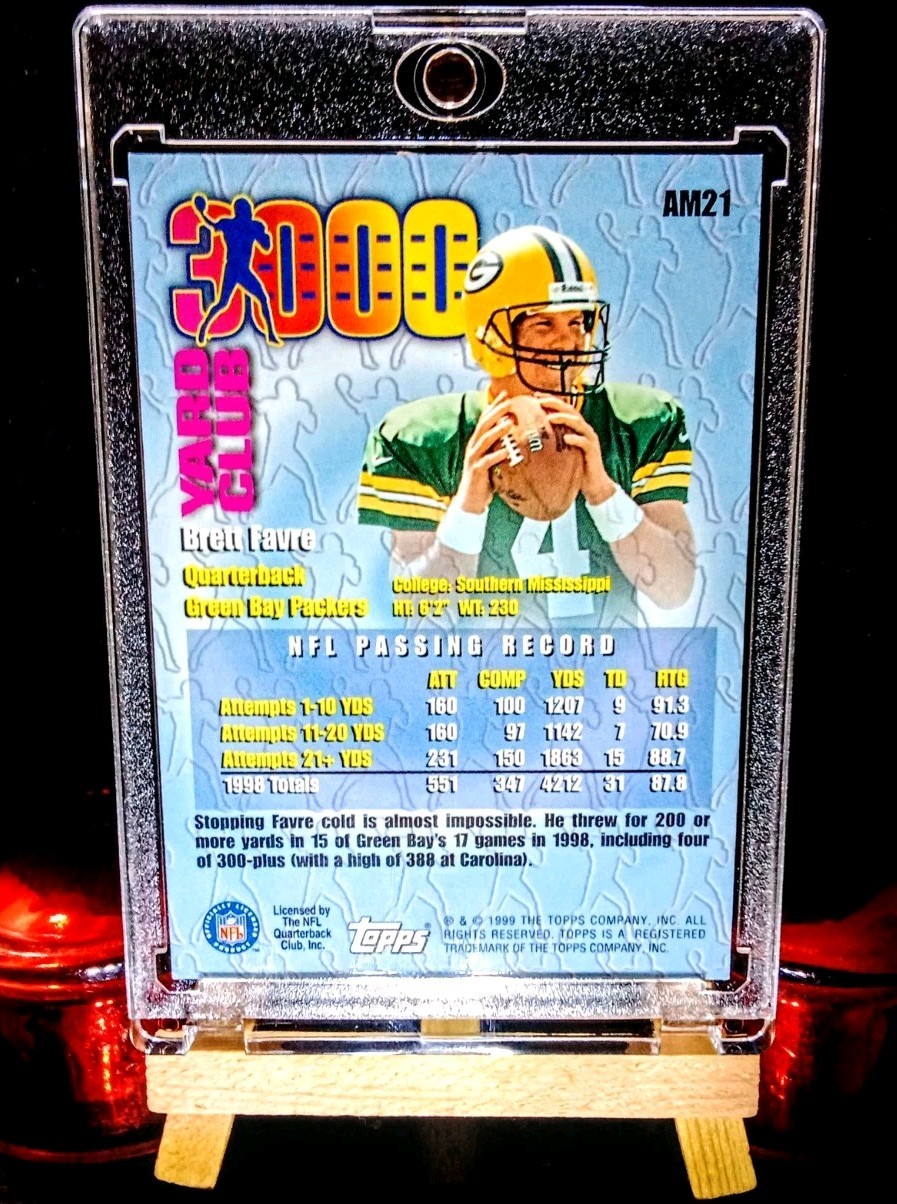 AM21
3000
YARD
CLUB
G
Brett Favre
Quarterback
Green Bay Packers
College: Southern Mississippi
HT: 6'2" WT: 230
4
NFL PASSING RECORD
ATT COMP YDS TD RTG
Attempts 1-10 YDS 160 100 1207 9 91.3
Attempts 11-20 YDS 160 97 1142 7 70.9
Attempts 21+ YDS 231 150 1863 15 88.7
1998 Totals 551 347 4212 31 87.8
Stopping Favre cold is almost impossible. He threw for 200 or
more yards in 15 of Green Bay's 17 games in 1998, including four
of 300-plus (with a high of 388 at Carolina).
NFL
Licensed by
The NFL
Quarterback
Club, Inc.
Topps®
® & © 1999 THE TOPPS COMPANY, INC. ALL
RIGHTS RESERVED. TOPPS IS A REGISTERED
TRADEMARK OF THE TOPPS COMPANY, INC.